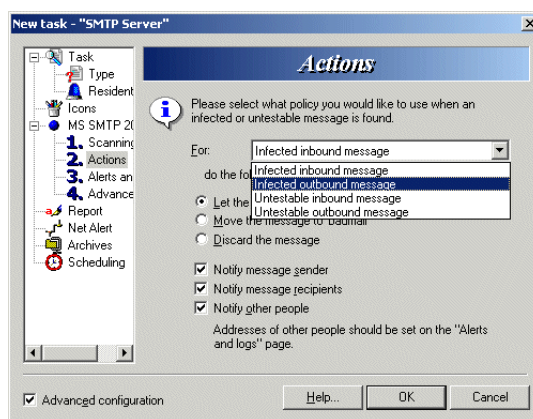 New task - "SMTP Server"
Task
Type
Resident
Icons
MS SMTP 20
1. Scanning
2. Actions
3. Alerts an
4. Advance
Report
Net Alert
Archives
Scheduling
Actions
Please select what policy you would like to use when an
infected or untestable message is found.
For:
Infected inbound message
do the fol
Infected inbound message
Infected outbound message
Untestable inbound message
Untestable outbound message
Let the
Move the message to 'badmail'
Discard the message
Notify message sender
Notify message recipients
Notify other people
Addresses of other people should be set on the "Alerts
and logs" page.
Advanced configuration
Help...
OK
Cancel